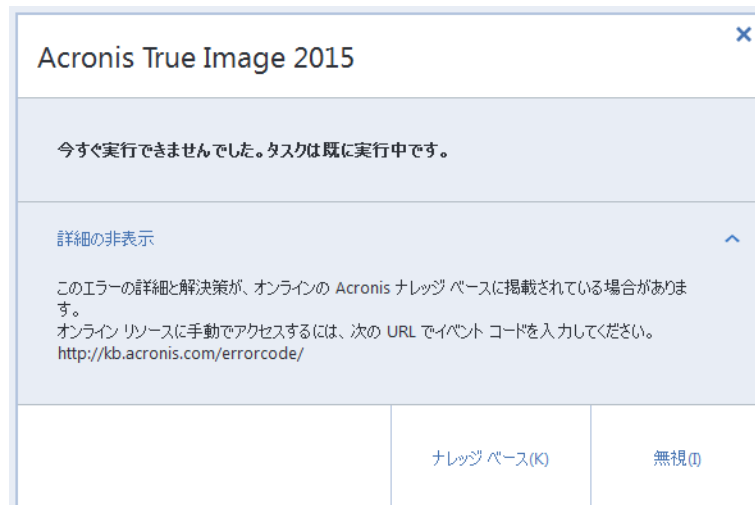 Acronis True Image 2015
今すぐ実行できませんでした。タスクは既に実行中です。
詳細の非表示
このエラーの詳細と解決策が、オンラインの Acronis ナレッジ ベースに掲載されている場合がありま
す。
オンライン リソースに手動でアクセスするには、次の URL でイベント コードを入力してください。
http://kb.acronis.com/errorcode/
ナレッジ ベース(K)
無視(I)